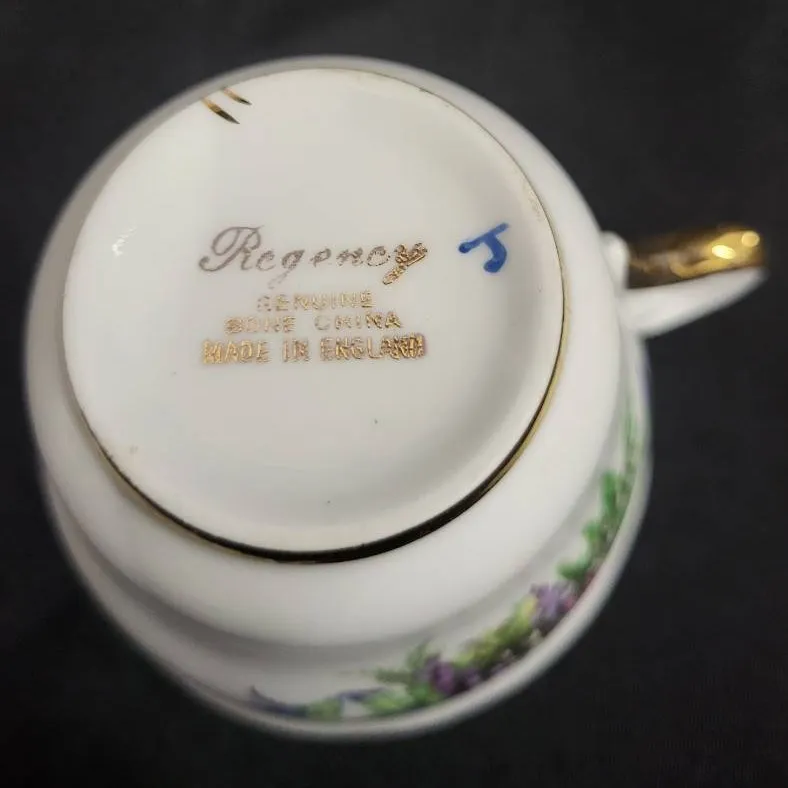 Regency
J
GENUINE
BONE CHINA
MADE IN ENGLAND